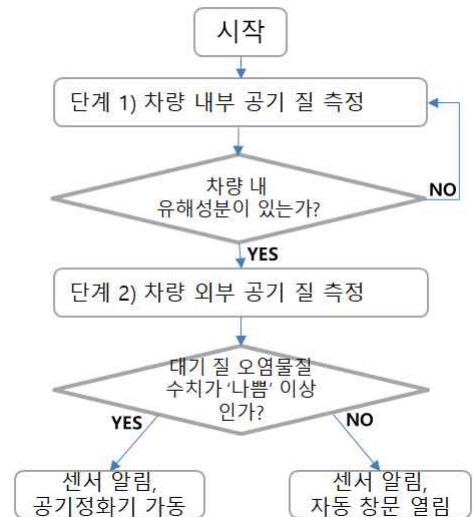 시작
단계 1) 차량 내부 공기 질 측정
차량 내
유해성분이 있는가?
NO
YES
단계 2) 차량 외부 공기 질 측정
대기 질 오염물질
수치가 ‘나쁨’ 이상
인가?
YES
NO
센서 알림,
공기정화기 가동
센서 알림,
자동 창문 열림